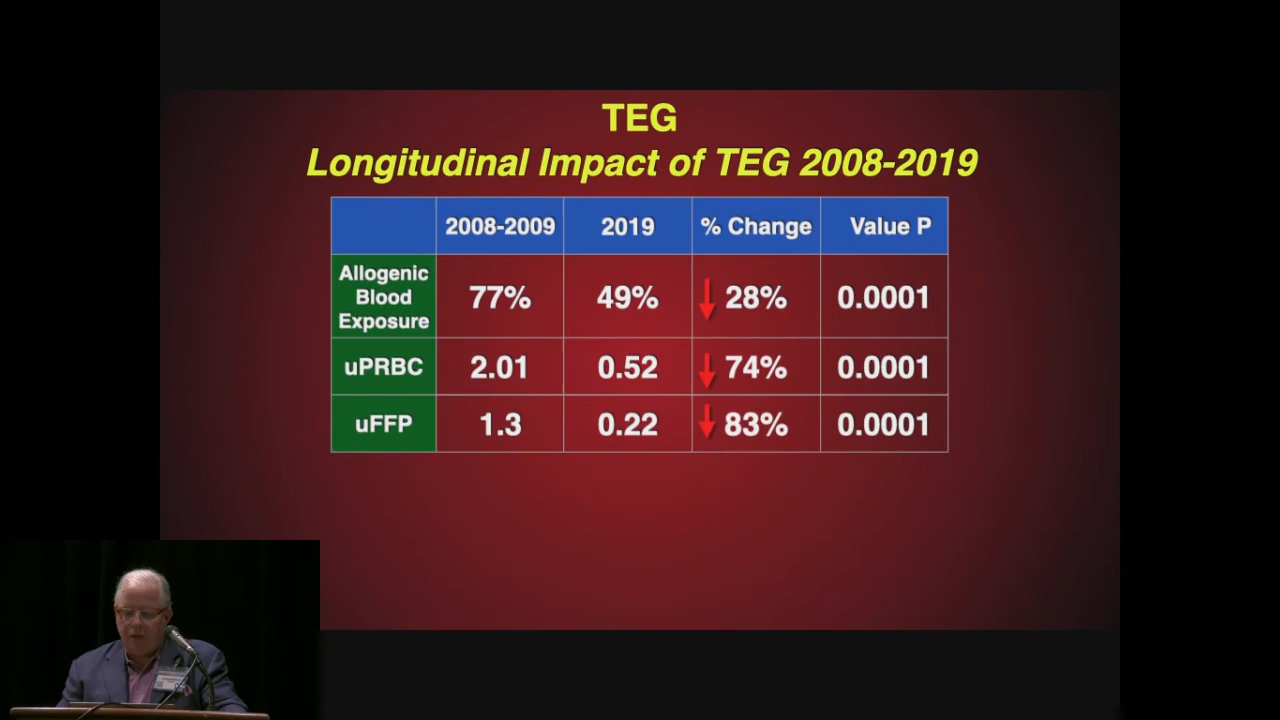 TEG
Longitudinal Impact of TEG 2008-2019
2008-2009 2019 % Change Value P
Allogenic
Blood
Exposure
77% 49% 28% 0.0001
uPRBC 2.01 0.52 74% 0.0001
uFFP 1.3 0.22 83% 0.0001